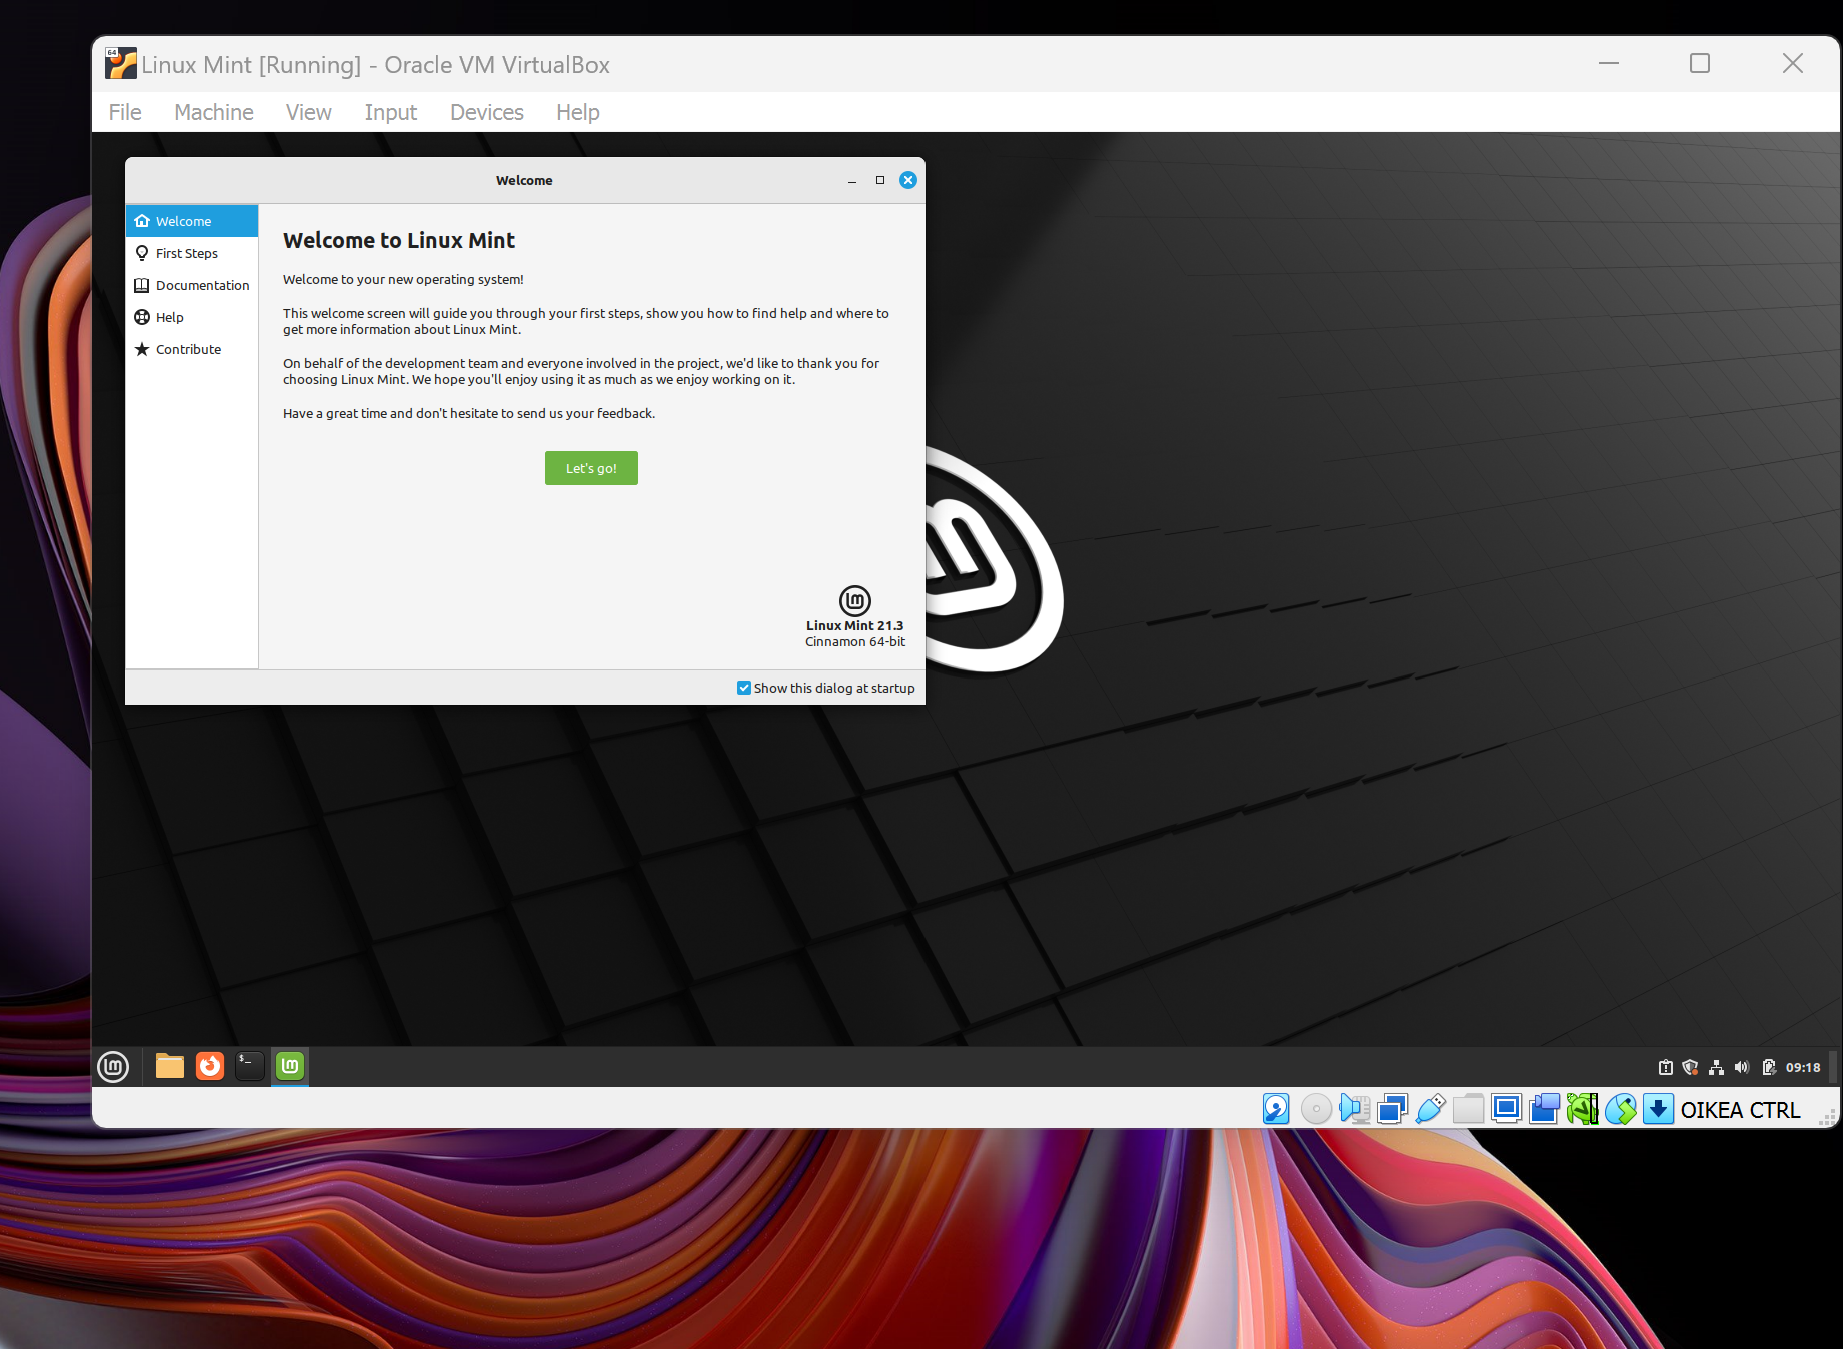 64
Linux Mint [Running] - Oracle VM VirtualBox
File Machine View Input Devices Help
Welcome
Welcome
First Steps
Documentation
Help
Contribute
Welcome to Linux Mint
Welcome to your new operating system!
This welcome screen will guide you through your first steps, show you how to find help and where to
get more information about Linux Mint.
On behalf of the development team and everyone involved in the project, we'd like to thank you for
choosing Linux Mint. We hope you'll enjoy using it as much as we enjoy working on it.
Have a great time and don't hesitate to send us your feedback.
Let's go!
Linux Mint 21.3
Cinnamon 64-bit
Show this dialog at startup
$_
09:18
OIKEA CTRL